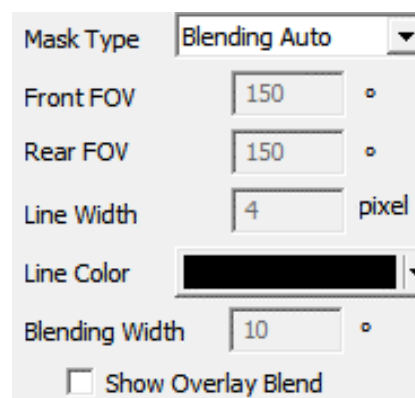 Mask Type Blending Auto
Front FOV 150 °
Rear FOV 150 °
Line Width 4 pixel
Line Color
Blending Width 10 °
Show Overlay Blend